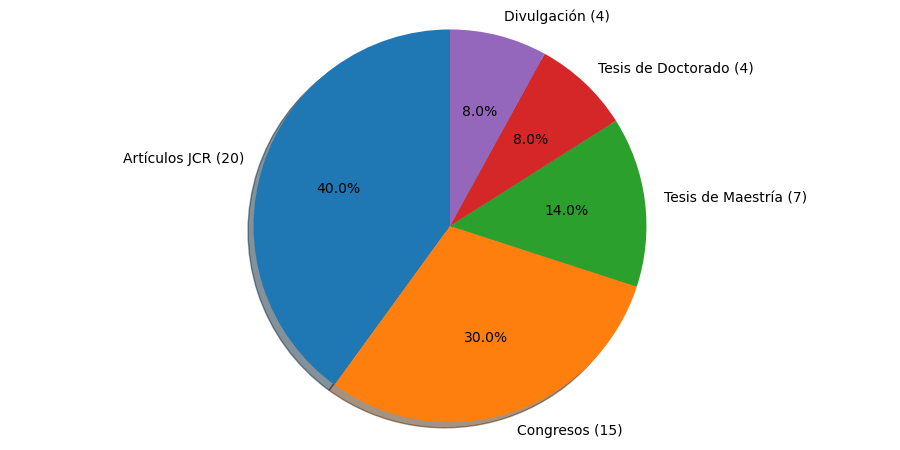 Divulgación (4)
Tesis de Doctorado (4)
8.0%
8.0%
Artículos JCR (20)
40.0%
Tesis de Maestría (7)
14.0%
30.0%
Congresos (15)